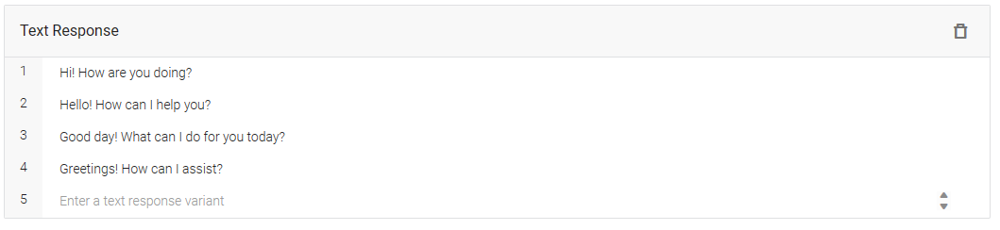 Text Response
1 Hi! How are you doing?
2 Hello! How can I help you?
3 Good day! What can I do for you today?
4 Greetings! How can I assist?
5 Enter a text response variant